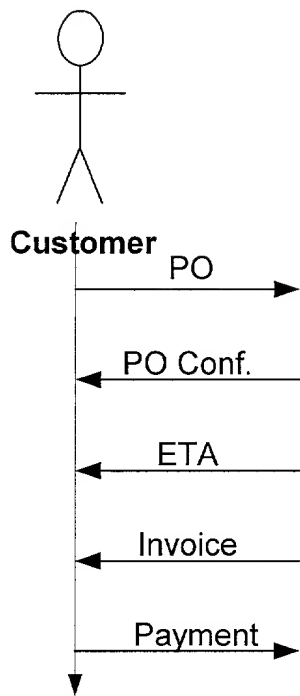 Customer
PO
PO Conf.
ETA
Invoice
Payment